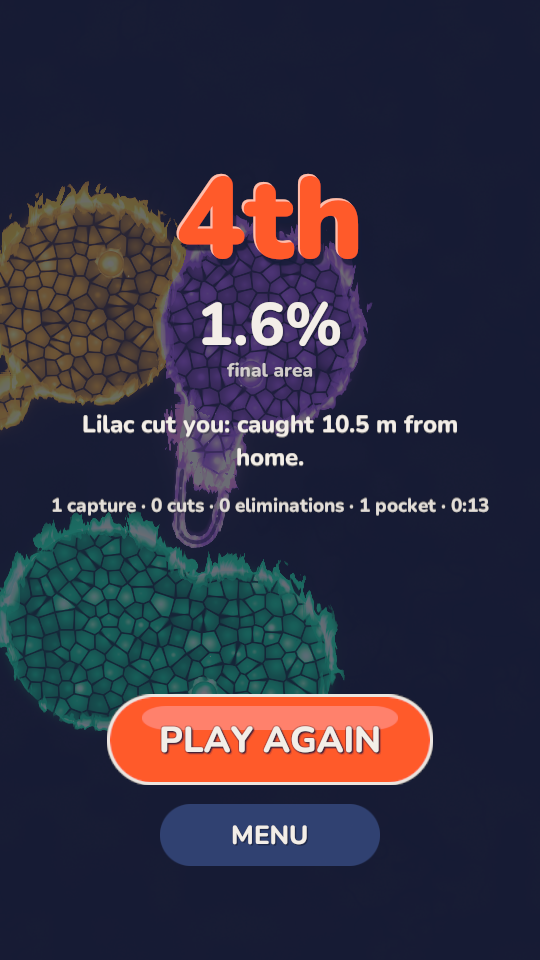 4th
1.6%
final area
Lilac cut you: caught 10.5 m from
home.
1 capture · 0 cuts · 0 eliminations · 1 pocket · 0:13
PLAY AGAIN
MENU